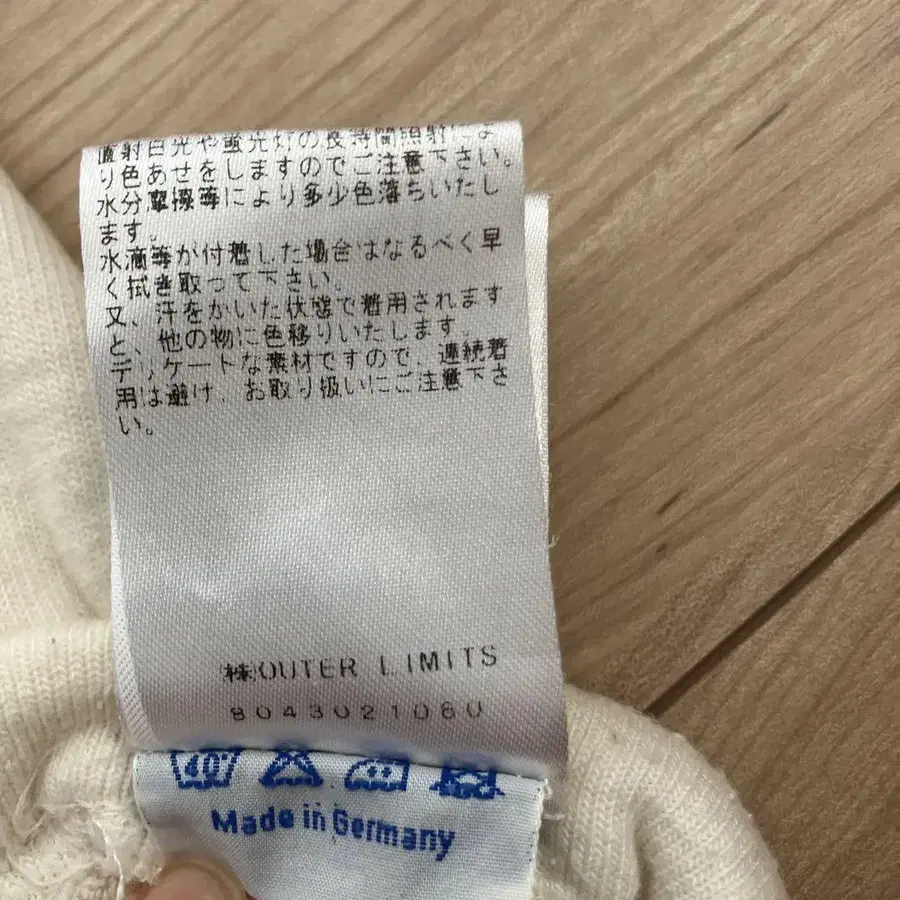 直射日光や蛍光灯の長時間照射によ
り色あせをしますのでご注意下さい。
水分摩擦等により多少色落ちいたし
ます。
水滴等が付着した場合はなるべく早
く拭き取って下さい。
又、汗をかいた状態で着用されます
と、他の物に色移りいたします。
デリケートな素材ですので、連続着
用は避け、お取り扱いにご注意下さ
い。
㈱OUTER LIMITS
8043021060
40
Made in Germany